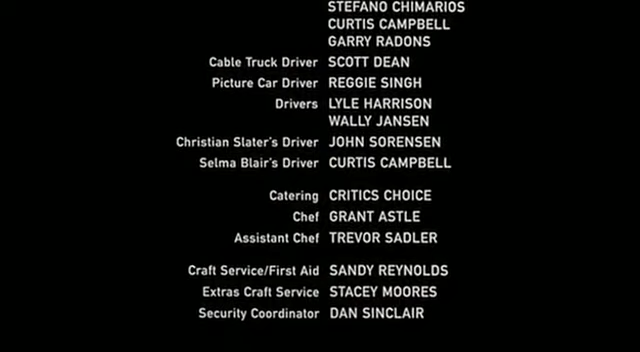 STEFANO CHIMARIOS
CURTIS CAMPBELL
GARRY RADONS
Cable Truck Driver SCOTT DEAN
Picture Car Driver REGGIE SINGH
Drivers LYLE HARRISON
WALLY JANSEN
Christian Slater's Driver JOHN SORENSEN
Selma Blair's Driver CURTIS CAMPBELL
Catering CRITICS CHOICE
Chef GRANT ASTLE
Assistant Chef TREVOR SADLER
Craft Service/First Aid SANDY REYNOLDS
Extras Craft Service STACEY MOORES
Security Coordinator DAN SINCLAIR